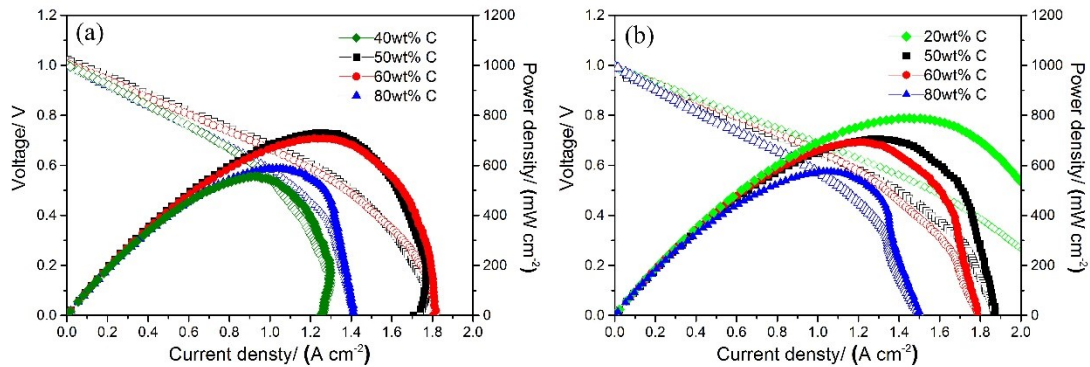 (a)
40wt% C
50wt% C
60wt% C
80wt% C
1.2
1.0
0.8
0.6
0.4
0.2
0.0
Voltage/ V
1200
1000
800
600
400
200
0
Power density/ (mW cm-2)
0.0 0.2 0.4 0.6 0.8 1.0 1.2 1.4 1.6 1.8 2.0
Current densty/ (A cm-2)
(b)
20wt% C
50wt% C
60wt% C
80wt% C
1.2
1.0
0.8
0.6
0.4
0.2
0.0
Voltage/ V
1200
1000
800
600
400
200
0
Power density/ (mW cm-2)
0.0 0.2 0.4 0.6 0.8 1.0 1.2 1.4 1.6 1.8 2.0
Current densty/ (A cm-2)